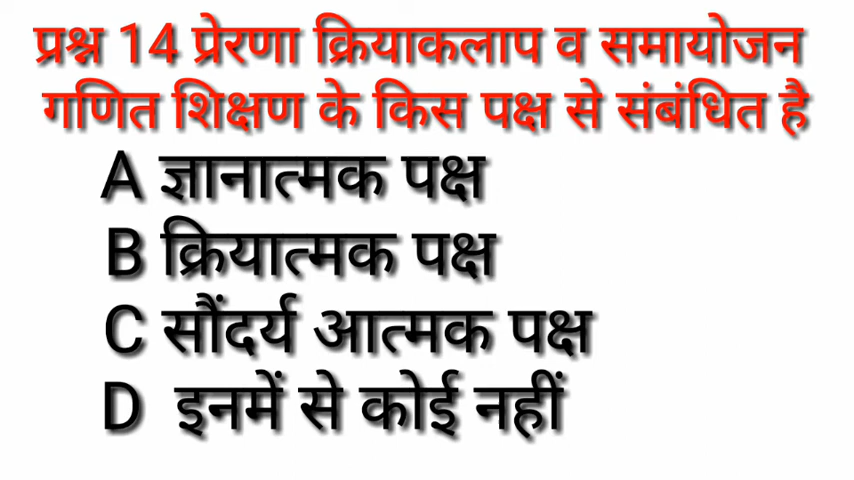 प्रश्न 14 प्रेरणा क्रियाकलाप व समायोजन
गणित शिक्षण के किस पक्ष से संबंधित है
A ज्ञानात्मक पक्ष
B क्रियात्मक पक्ष
C सौंदर्य आत्मक पक्ष
D इनमें से कोई नहीं